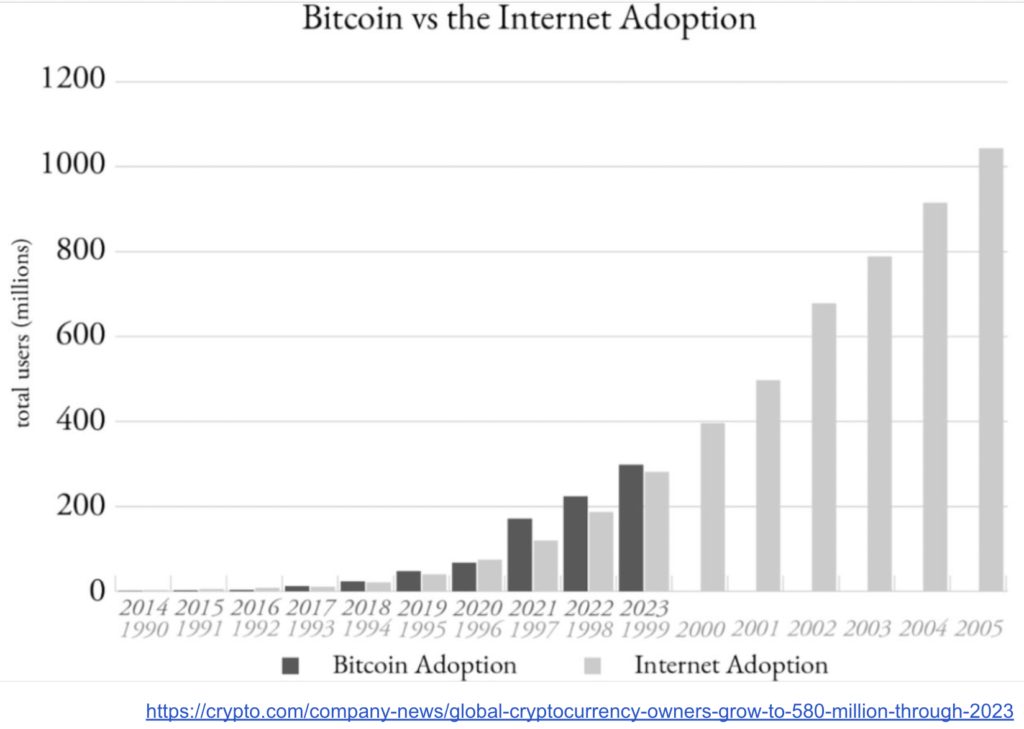 Bitcoin vs the Internet Adoption
1200
1000
800
600
400
200
0
total users (millions)
2014 2015 2016 2017 2018 2019 2020 2021 2022 2023
1990 1991 1992 1993 1994 1995 1996 1997 1998 1999 2000 2001 2002 2003 2004 2005
Bitcoin Adoption Internet Adoption
https://crypto.com/company-news/global-cryptocurrency-owners-grow-to-580-million-through-2023